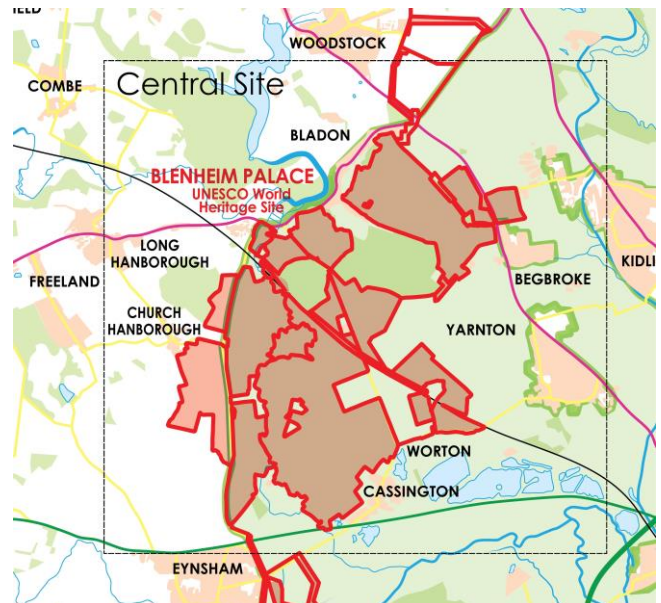 WOODSTOCK
Central Site
COMBE
BLADON
BLENHEIM PALACE
UNESCO World
Heritage Site
LONG
HANBOROUGH
FREELAND
BEGBROKE
CHURCH
HANBOROUGH
YARNTON
WORTON
CASSINGTON
EYNSHAM